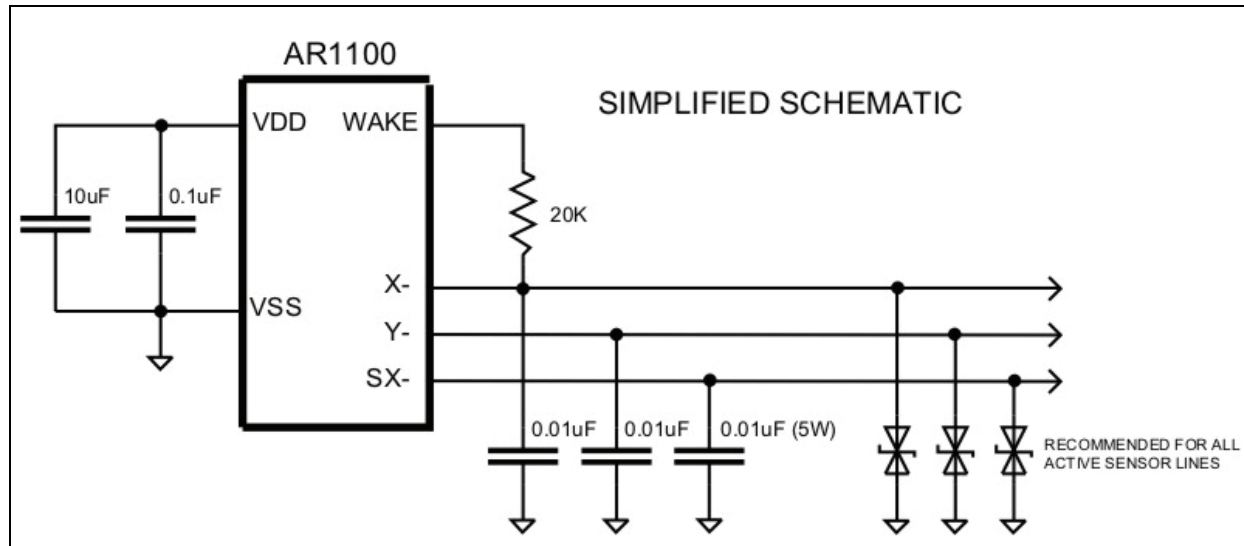 AR1100
SIMPLIFIED SCHEMATIC
VDD
WAKE
10uF
0.1uF
20K
X-
VSS
Y-
SX-
0.01uF
0.01uF
0.01uF (5W)
RECOMMENDED FOR ALL
ACTIVE SENSOR LINES